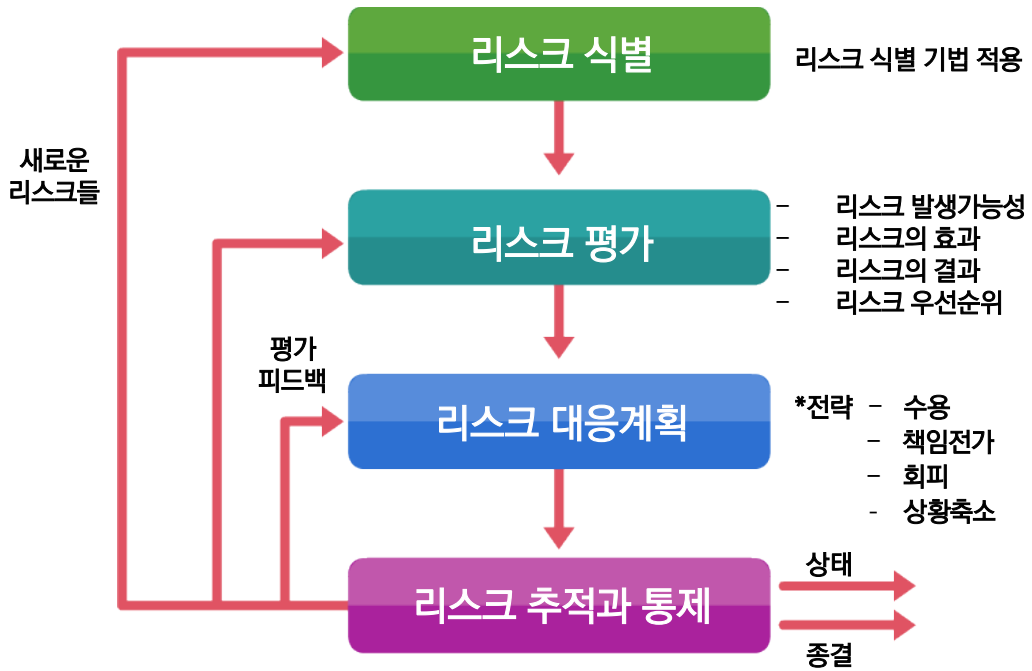 리스크 식별
리스크 식별 기법 적용
새로운
리스크들
리스크 평가
- 리스크 발생가능성
- 리스크의 효과
- 리스크의 결과
- 리스크 우선순위
평가
피드백
리스크 대응계획
*전략 - 수용
- 책임전가
- 회피
- 상황축소
리스크 추적과 통제
상태
종결